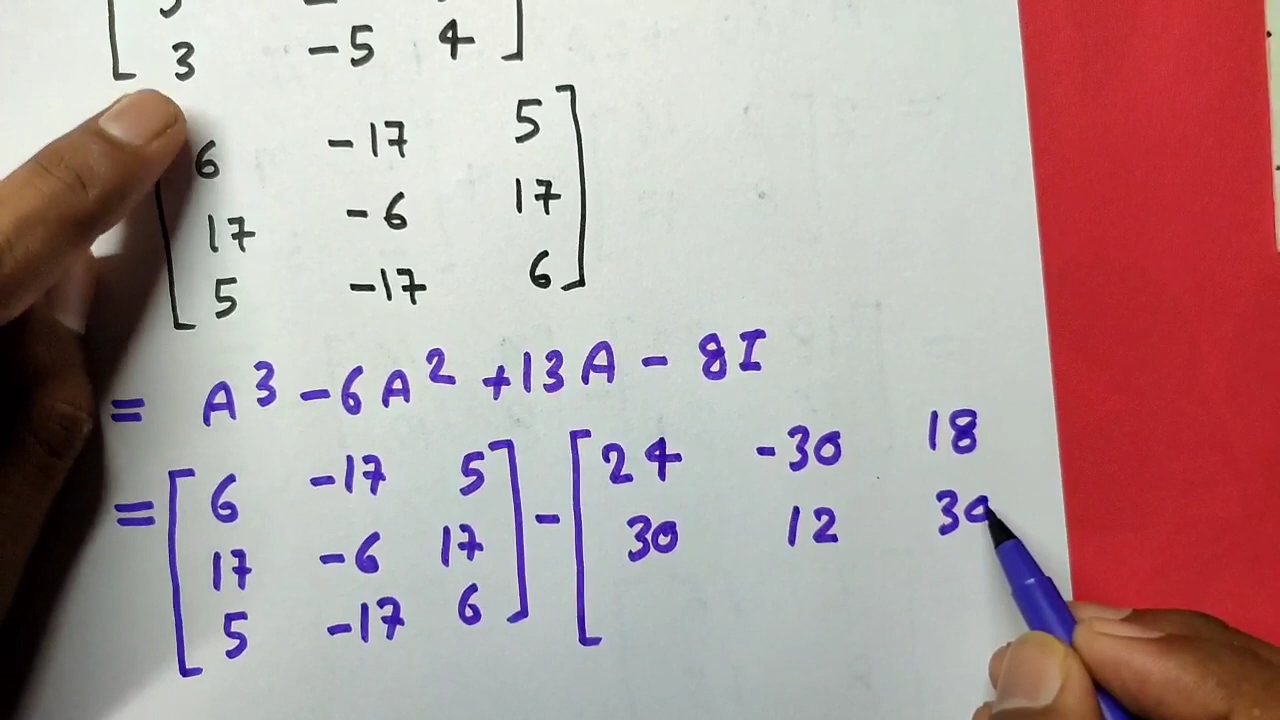 3 -5 4
6 -17 5
17 -6 17
5 -17 6
= A³ -6A² +13A - 8I
= [6 -17 5] - [24 -30 18
17 -6 17 30 12 30
5 -17 6